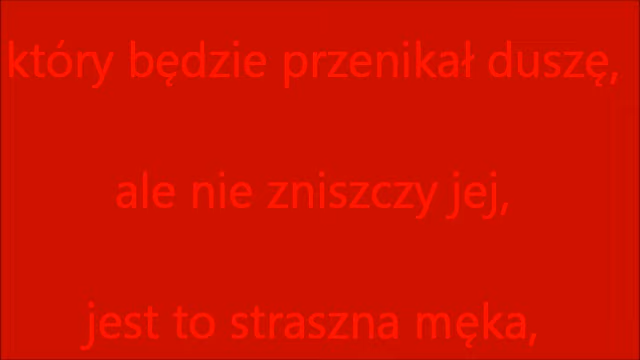 który będzie przenikał duszę,
ale nie zniszczy jej,
jest to straszna męka,